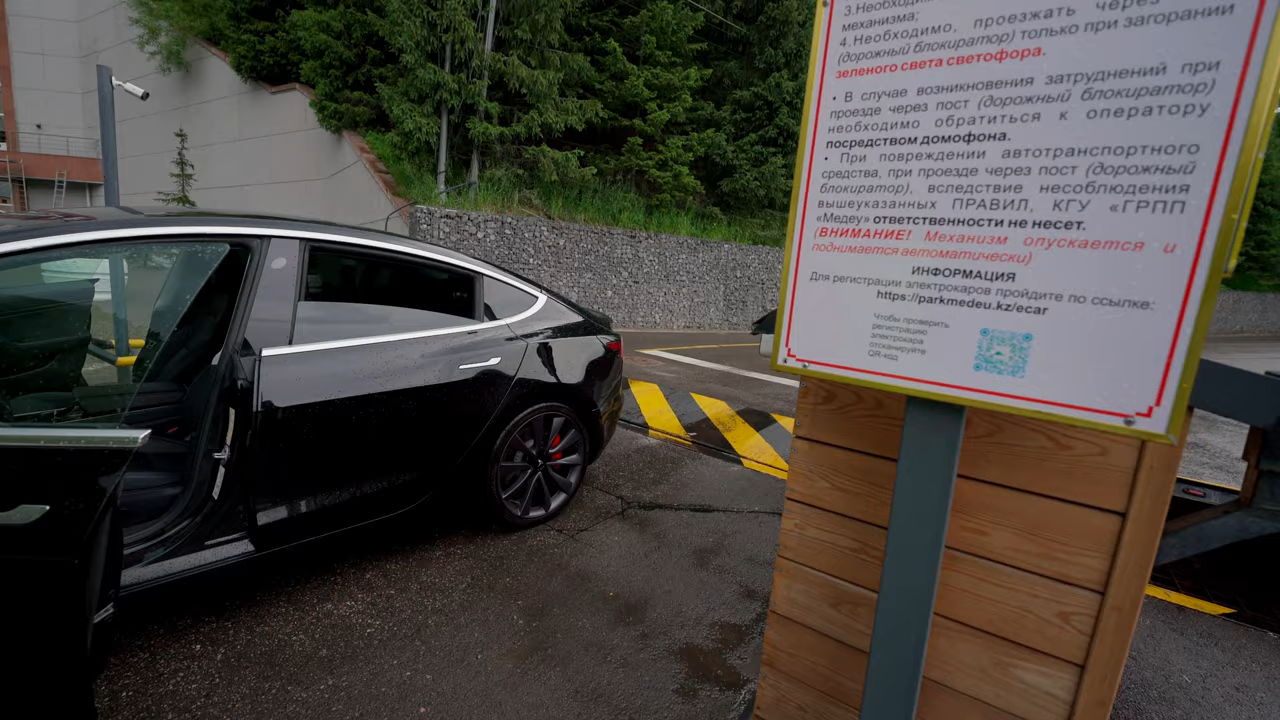 3.Необходим
механизма;
4.Необходимо, проезжать через
(дорожный блокиратор) только при загорании
зеленого света светофора.
• В случае возникновения затруднений при
проезде через пост (дорожный блокиратор)
необходимо обратиться к оператору
посредством домофона.
• При повреждении автотранспортного
средства, при проезде через пост (дорожный
блокиратор), вследствие несоблюдения
вышеуказанных ПРАВИЛ, КГУ «ГРПП
«Медеу» ответственности не несет.
(ВНИМАНИЕ! Механизм опускается и
поднимается автоматически)
ИНФОРМАЦИЯ
Для регистрации электрокаров пройдите по ссылке:
https://parkmedeu.kz/ecar
Чтобы проверить
регистрацию
электрокара
отсканируйте
QR-код